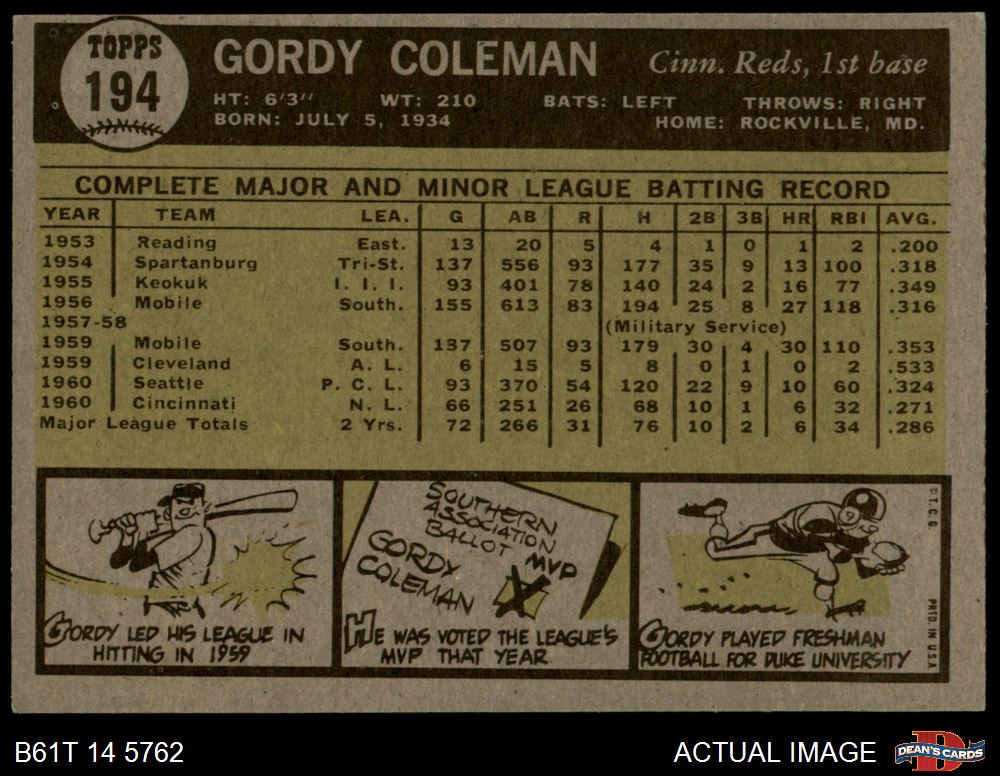 TOPPS
194
GORDY COLEMAN Cinn. Reds, 1st base
HT: 6'3" WT: 210 BATS: LEFT THROWS: RIGHT
BORN: JULY 5, 1934 HOME: ROCKVILLE, MD.
COMPLETE MAJOR AND MINOR LEAGUE BATTING RECORD
YEAR TEAM LEA. G AB R H 2B 3B HR RBI AVG.
1953 Reading East. 13 20 5 4 1 0 1 2 .200
1954 Spartanburg Tri-St. 137 556 93 177 35 9 13 100 .318
1955 Keokuk I. I. I. 93 401 78 140 24 2 16 77 .349
1956 Mobile South. 155 613 83 194 25 8 27 118 .316
1957-58 (Military Service)
1959 Mobile South. 137 507 93 179 30 4 30 110 .353
1959 Cleveland A. L. 6 15 5 8 0 1 0 2 .533
1960 Seattle P. C. L. 93 370 54 120 22 9 10 60 .324
1960 Cincinnati N. L. 66 251 26 68 10 1 6 32 .271
Major League Totals 2 Yrs. 72 266 31 76 10 2 6 34 .286
GORDY LED HIS LEAGUE IN
HITTING IN 1959
SOUTHERN
ASSOCIATION
BALLOT
MVP
GORDY
COLEMAN
X
HE WAS VOTED THE LEAGUE'S
MVP THAT YEAR
9
GORDY PLAYED FRESHMAN
FOOTBALL FOR DUKE UNIVERSITY
© T. C. G.
PRTD. IN U.S.A.
B61T 14 5762
ACTUAL IMAGE
D
DEAN'S CARDS